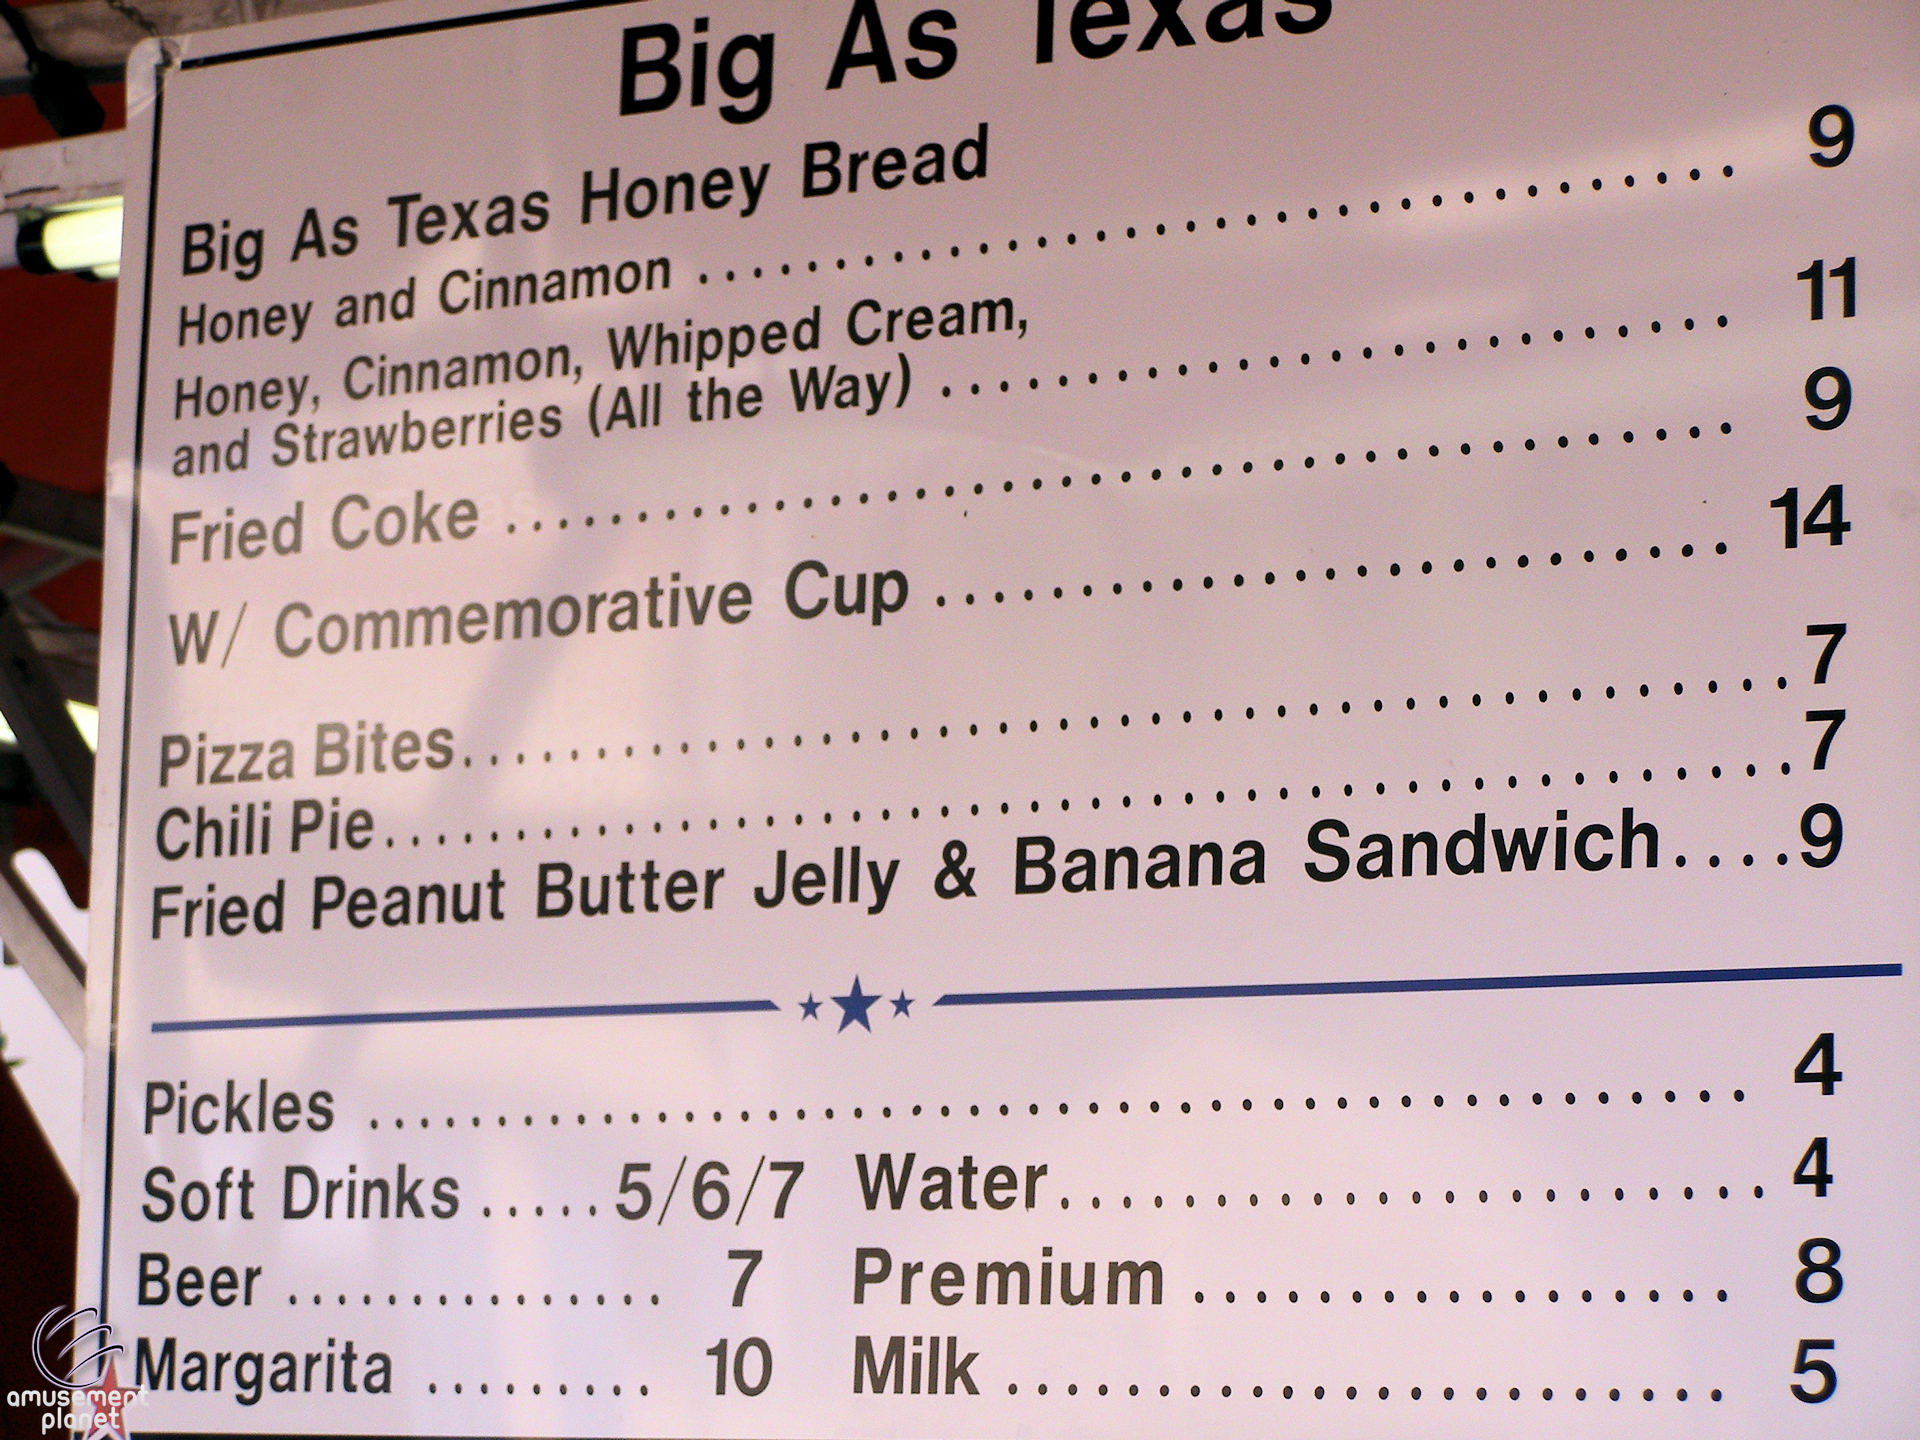 Big As Texas
Big As Texas Honey Bread
Honey and Cinnamon .............................. 9
Honey, Cinnamon, Whipped Cream,
and Strawberries (All the Way) ........................... 11
Fried Coke .......................................... 9
W/ Commemorative Cup ........................... 14
Pizza Bites............................................7
Chili Pie...............................................7
Fried Peanut Butter Jelly & Banana Sandwich....9
Pickles .............................................. 4
Soft Drinks .....5/6/7 Water....................... 4
Beer ............... 7 Premium ................. 8
Margarita ......... 10 Milk ....................... 5
amusement
planet